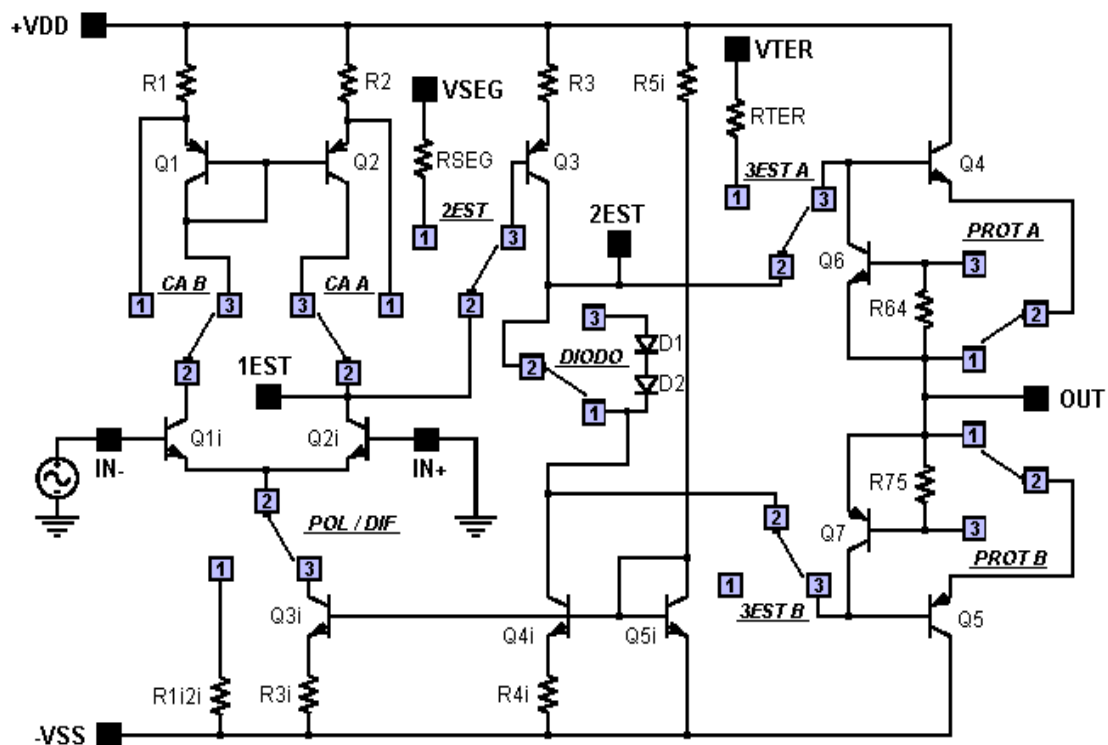 +VDD
R1
R2
VSEG
R3
R5i
VTER
RTER
Q1
Q2
RSEG
Q3
Q4
1
3EST A
3
2EST
1
3
2EST
PROT A
3
Q6
2
R64
2
1
CA B
3
3
CA A
1
2
3
D1
DIODO
2
D2
1
1
OUT
2
2
1EST
Q1i
Q2i
IN-
IN+
1
R75
2
2
POL / DIF
2
Q7
3
PROT B
1
3
1
3
3EST B
Q3i
Q4i
Q5i
Q5
R1i2i
R3i
R4i
-VSS